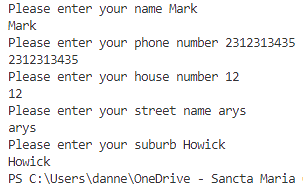 Please enter your name Mark
Mark
Please enter your phone number 2312313435
2312313435
Please enter your house number 12
12
Please enter your street name arys
arys
Please enter your suburb Howick
Howick
PS C:\Users\danne\OneDrive - Sancta Maria